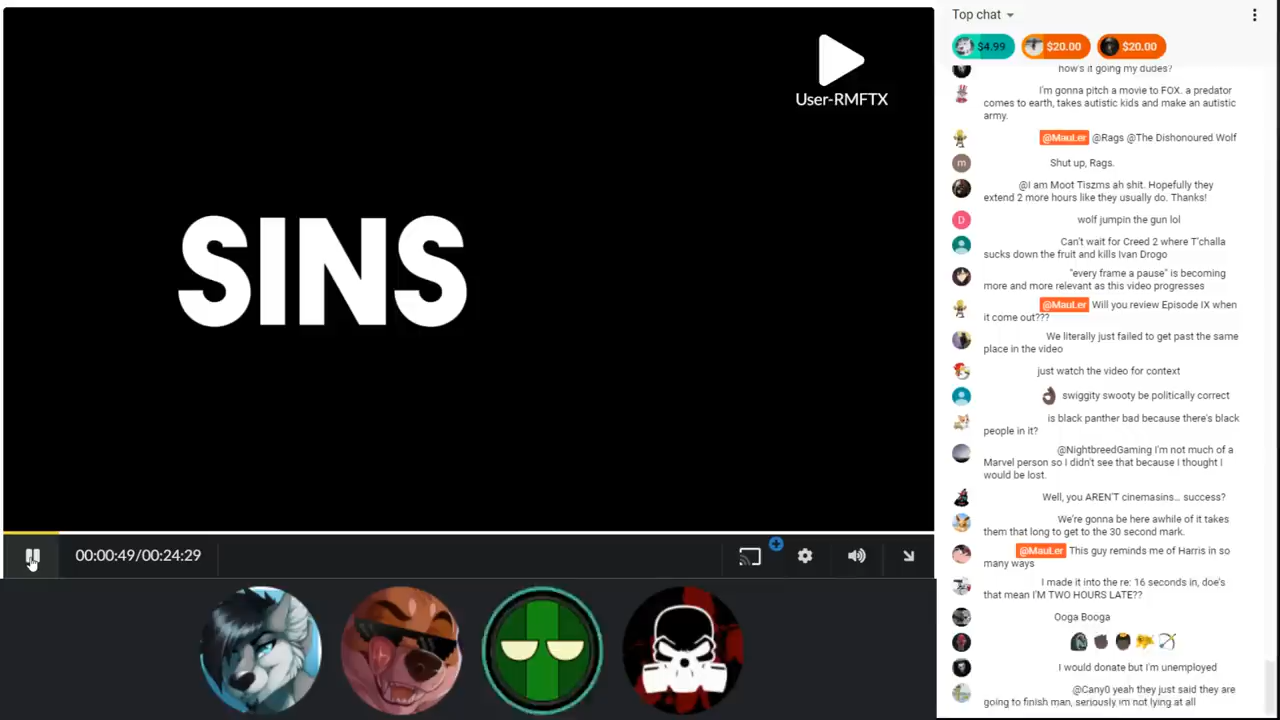 SINS
User-RMFTX
00:00:49/00:24:29
Top chat
$4.99
$20.00
$20.00
how's it going my dudes?
I'm gonna pitch a movie to FOX. a predator
comes to earth, takes autistic kids and make an autistic
army.
@MauLer @Rags @The Dishonoured Wolf
m
Shut up, Rags.
@I am Moot Tiszms ah shit. Hopefully they
extend 2 more hours like they usually do. Thanks!
D
wolf jumpin the gun lol
Can't wait for Creed 2 where T'challa
sucks down the fruit and kills Ivan Drogo
"every frame a pause" is becoming
more and more relevant as this video progresses
@MauLer Will you review Episode IX when
it come out???
We literally just failed to get past the same
place in the video
just watch the video for context
swiggity swooty be politically correct
is black panther bad because there's black
people in it?
@NightbreedGaming I'm not much of a
Marvel person so I didn't see that because I thought I
would be lost.
Well, you AREN'T cinemasins... success?
We're gonna be here awhile of it takes
them that long to get to the 30 second mark.
@MauLer This guy reminds me of Harris in so
many ways
I made it into the re: 16 seconds in, doe's
that mean I'M TWO HOURS LATE??
Ooga Booga
I would donate but I'm unemployed
@Cany0 yeah they just said they are
going to finish man, seriously im not lying at all